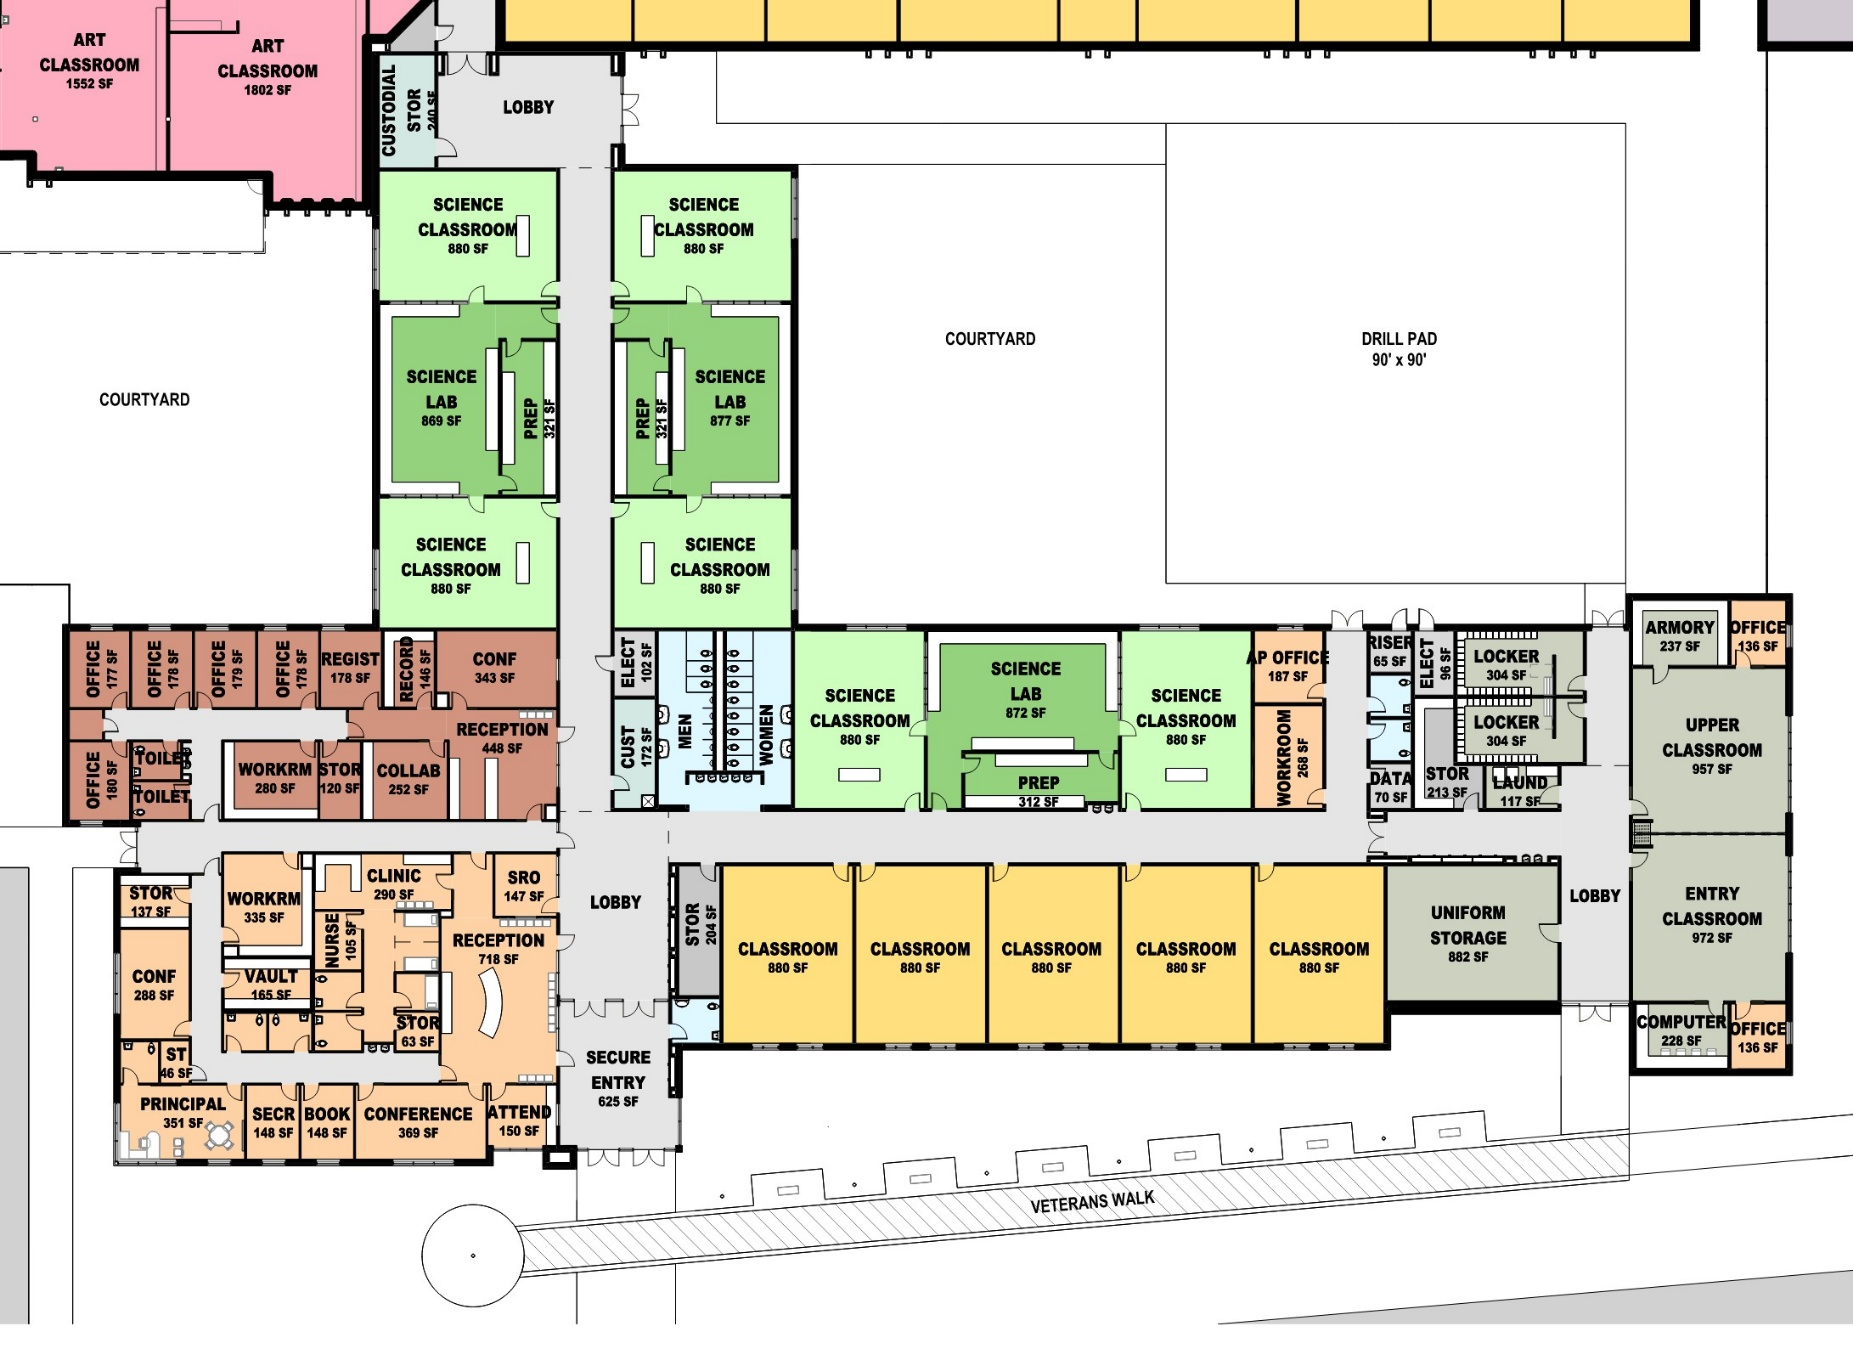 ART
CLASSROOM
1552 SF
ART
CLASSROOM
1802 SF
CUSTODIAL
STOR
240 SF
LOBBY
SCIENCE
CLASSROOM
880 SF
SCIENCE
CLASSROOM
880 SF
COURTYARD
SCIENCE
LAB
869 SF
PREP
321 SF
PREP
321 SF
SCIENCE
LAB
877 SF
COURTYARD
DRILL PAD
90' x 90'
SCIENCE
CLASSROOM
880 SF
SCIENCE
CLASSROOM
880 SF
OFFICE
177 SF
OFFICE
178 SF
OFFICE
179 SF
OFFICE
178 SF
REGIST
178 SF
RECORD
146 SF
CONF
343 SF
RECEPTION
448 SF
OFFICE
180 SF
TOILET
TOILET
WORKRM
280 SF
STOR
120 SF
COLLAB
252 SF
ELECT
102 SF
CUST
172 SF
MEN
WOMEN
SCIENCE
CLASSROOM
880 SF
SCIENCE
LAB
872 SF
PREP
312 SF
SCIENCE
CLASSROOM
880 SF
AP OFFICE
187 SF
WORKROOM
268 SF
RISER
65 SF
ELECT
96 SF
LOCKER
304 SF
LOCKER
304 SF
DATA
70 SF
STOR
213 SF
LAUND
117 SF
ARMORY
237 SF
OFFICE
136 SF
UPPER
CLASSROOM
957 SF
ENTRY
CLASSROOM
972 SF
COMPUTER
228 SF
OFFICE
136 SF
STOR
137 SF
WORKRM
335 SF
CLINIC
290 SF
SRO
147 SF
NURSE
105 SF
RECEPTION
718 SF
CONF
288 SF
VAULT
165 SF
STOR
63 SF
ST
46 SF
PRINCIPAL
351 SF
SECR
148 SF
BOOK
148 SF
CONFERENCE
369 SF
ATTEND
150 SF
LOBBY
SECURE
ENTRY
625 SF
STOR
204 SF
CLASSROOM
880 SF
CLASSROOM
880 SF
CLASSROOM
880 SF
CLASSROOM
880 SF
CLASSROOM
880 SF
UNIFORM
STORAGE
882 SF
LOBBY
VETERANS WALK